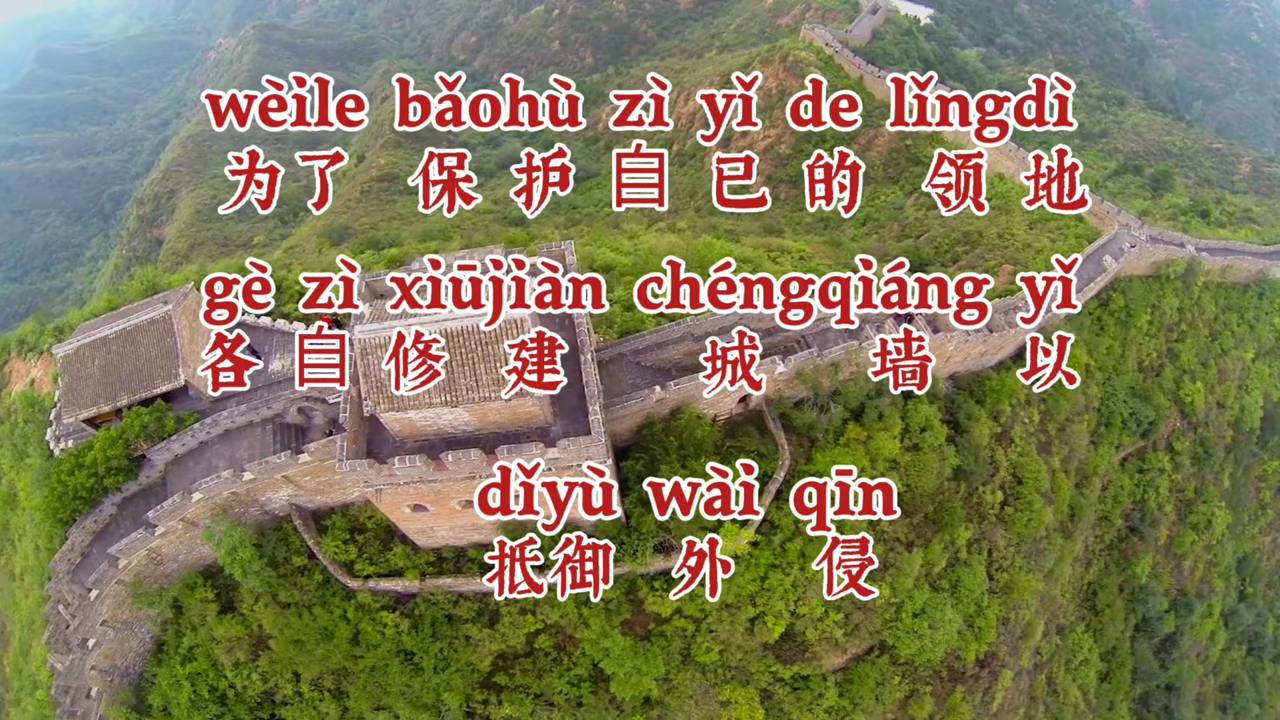 wèile bǎohù zì yǐ de lǐngdì
为了保护自已的领地
gè zì xiūjiàn chéngqiáng yǐ
各自修建城墙以
dǐyù wài qīn
抵御外侵